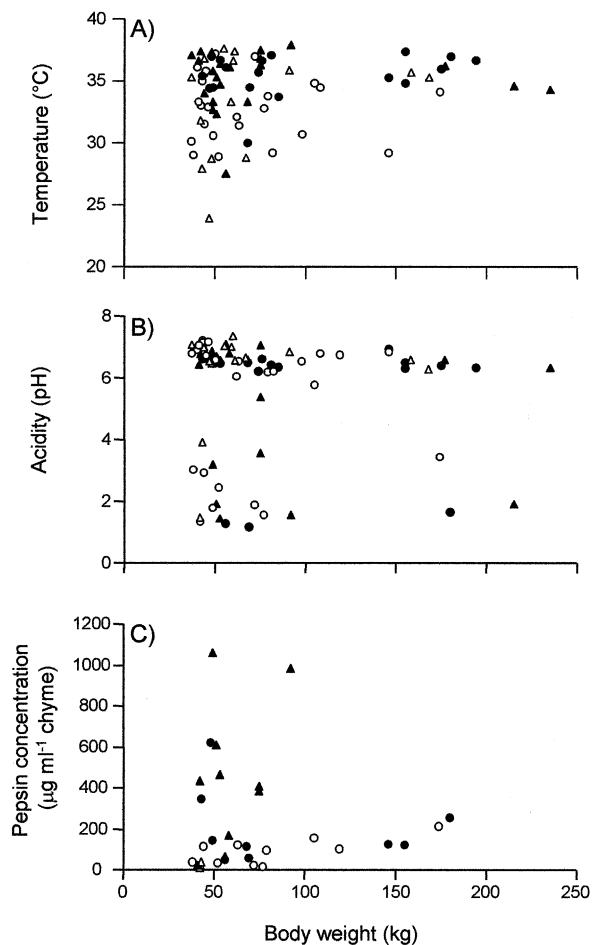 A)
40
35
30
25
20
Temperature (°C)
B)
8
6
4
2
0
Acidity (pH)
C)
1200
1000
800
600
400
200
0
Pepsin concentration
(µg ml-1 chyme)
0 50 100 150 200 250
Body weight (kg)